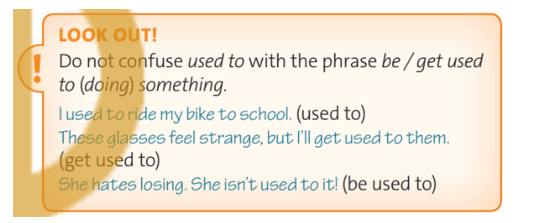 LOOK OUT!
!
Do not confuse used to with the phrase be / get used
to (doing) something.
I used to ride my bike to school. (used to)
These glasses feel strange, but I'll get used to them.
(get used to)
She hates losing. She isn't used to it! (be used to)